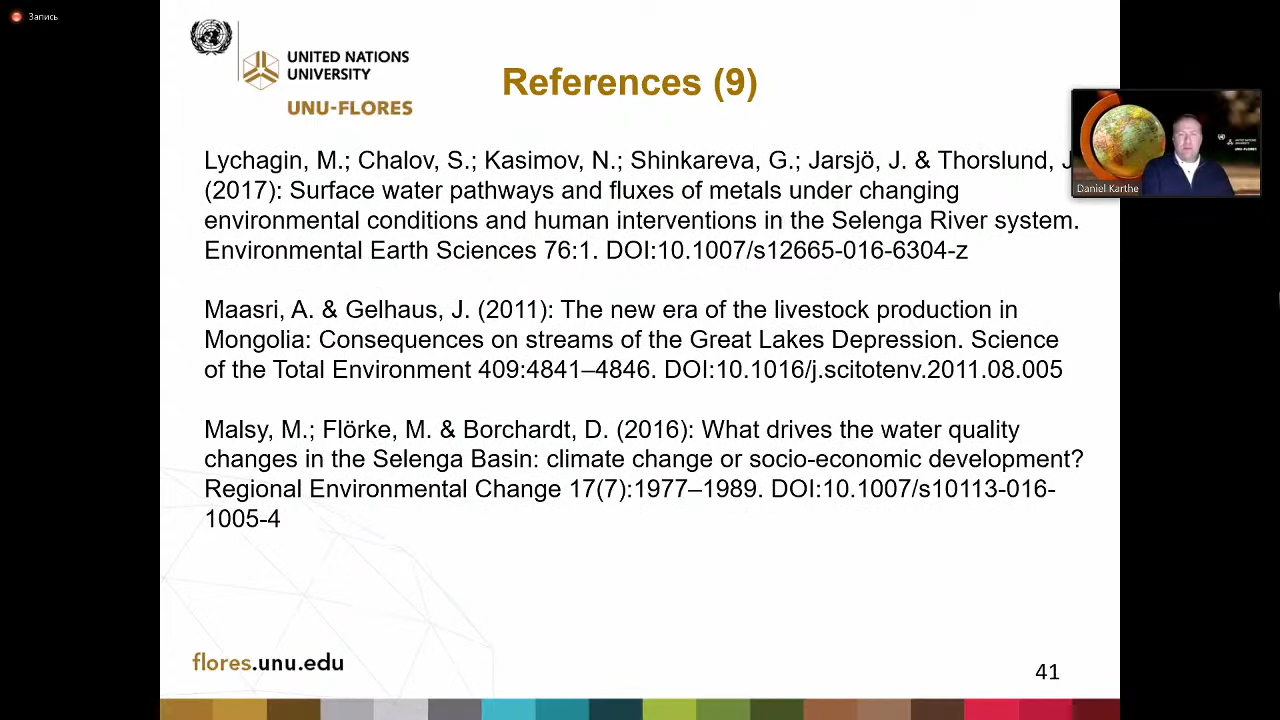 Запись
UNITED NATIONS
UNIVERSITY
UNU-FLORES
References (9)
Lychagin, M.; Chalov, S.; Kasimov, N.; Shinkareva, G.; Jarsjö, J. & Thorslund, J
(2017): Surface water pathways and fluxes of metals under changing
environmental conditions and human interventions in the Selenga River system.
Environmental Earth Sciences 76:1. DOI:10.1007/s12665-016-6304-z
Maasri, A. & Gelhaus, J. (2011): The new era of the livestock production in
Mongolia: Consequences on streams of the Great Lakes Depression. Science
of the Total Environment 409:4841–4846. DOI:10.1016/j.scitotenv.2011.08.005
Malsy, M.; Flörke, M. & Borchardt, D. (2016): What drives the water quality
changes in the Selenga Basin: climate change or socio-economic development?
Regional Environmental Change 17(7):1977–1989. DOI:10.1007/s10113-016-
1005-4
Daniel Karthe
UNU-FLORES
flores.unu.edu
41